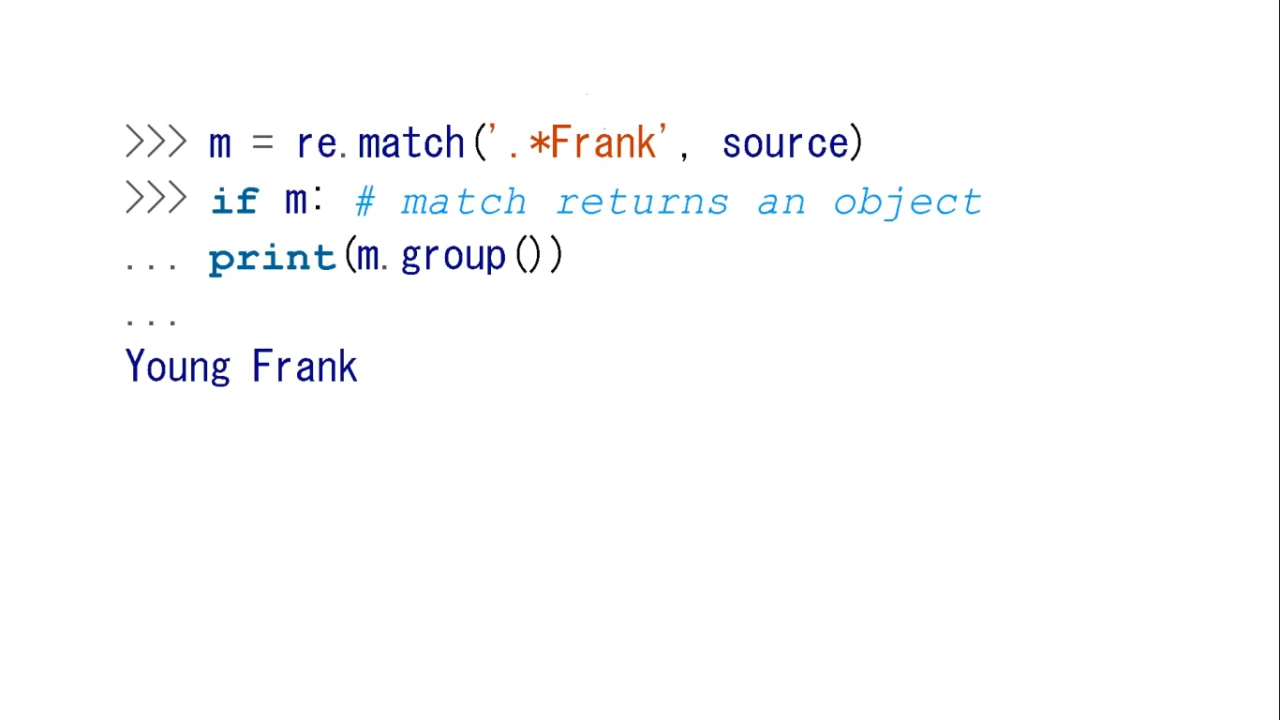 >>> m = re.match('.*Frank', source)
>>> if m: # match returns an object
... print(m.group())
...
Young Frank